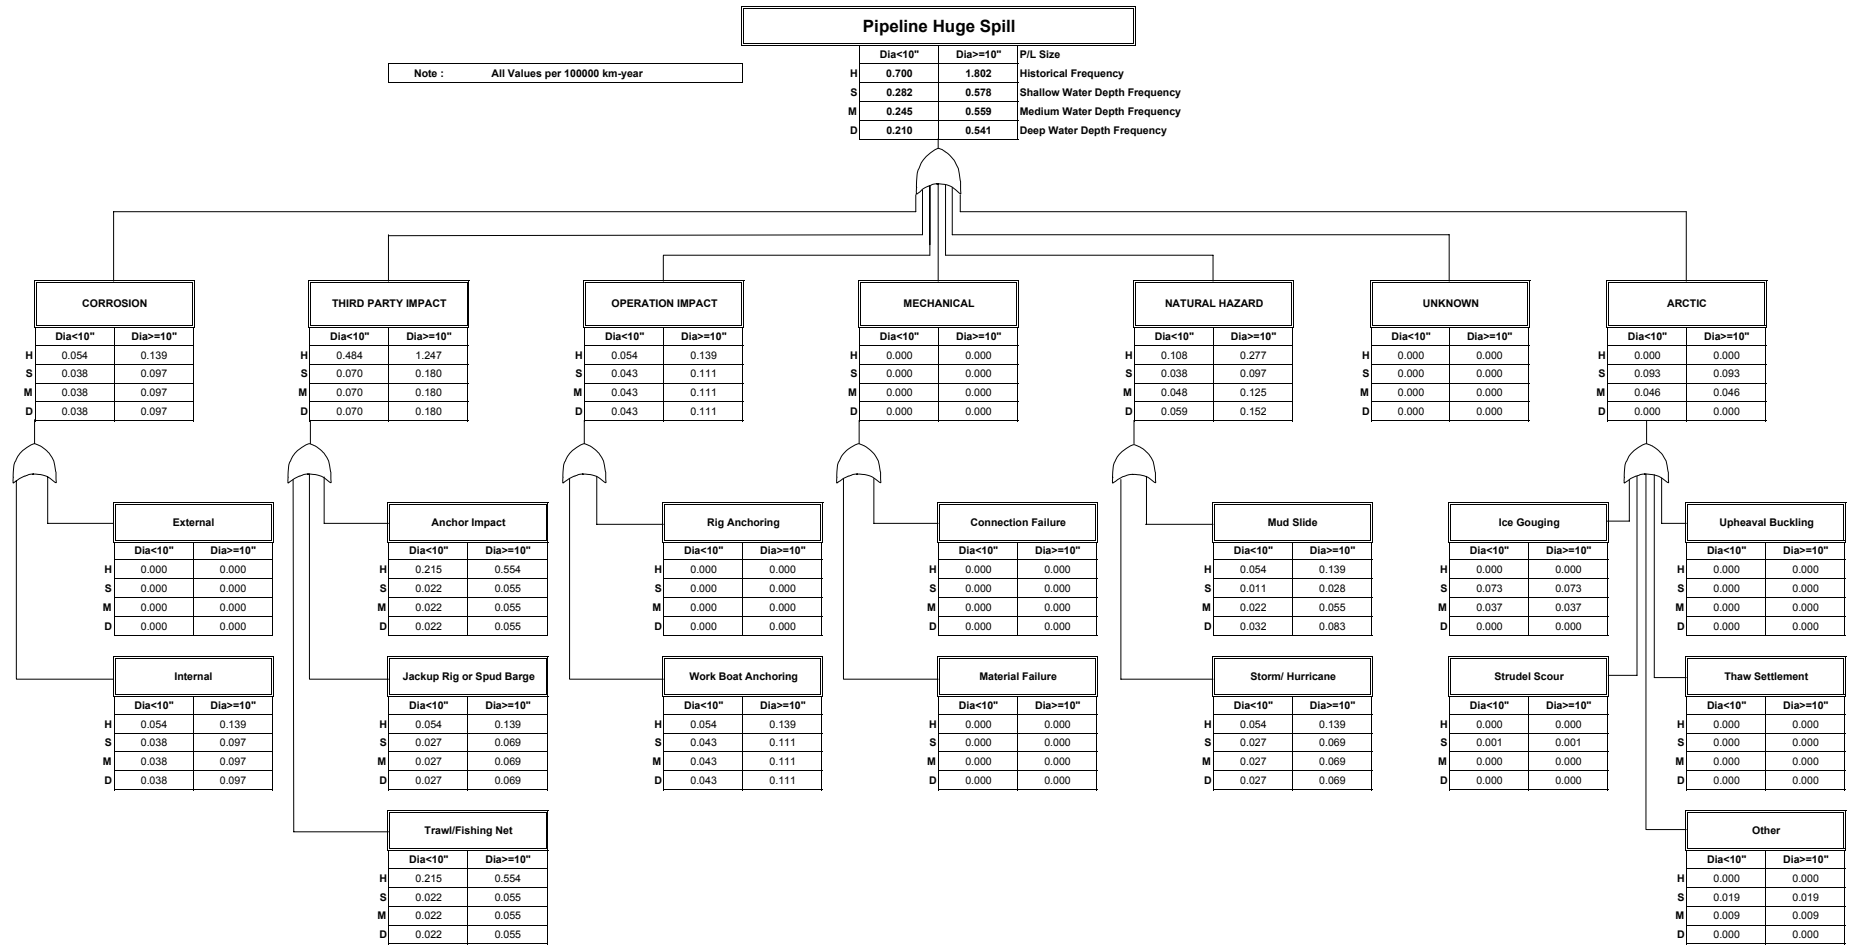 Pipeline Huge Spill
Dia<10" Dia>=10" P/L Size
Note : All Values per 100000 km-year
H 0.700 1.802 Historical Frequency
S 0.282 0.578 Shallow Water Depth Frequency
M 0.245 0.559 Medium Water Depth Frequency
D 0.210 0.541 Deep Water Depth Frequency
CORROSION THIRD PARTY IMPACT OPERATION IMPACT MECHANICAL NATURAL HAZARD UNKNOWN ARCTIC
Dia<10" Dia>=10" Dia<10" Dia>=10" Dia<10" Dia>=10" Dia<10" Dia>=10" Dia<10" Dia>=10" Dia<10" Dia>=10" Dia<10" Dia>=10"
H 0.054 0.139 H 0.484 1.247 H 0.054 0.139 H 0.000 0.000 H 0.108 0.277 H 0.000 0.000 H 0.000 0.000
S 0.038 0.097 S 0.070 0.180 S 0.043 0.111 S 0.000 0.000 S 0.038 0.097 S 0.000 0.000 S 0.093 0.093
M 0.038 0.097 M 0.070 0.180 M 0.043 0.111 M 0.000 0.000 M 0.048 0.125 M 0.000 0.000 M 0.046 0.046
D 0.038 0.097 D 0.070 0.180 D 0.043 0.111 D 0.000 0.000 D 0.059 0.152 D 0.000 0.000 D 0.000 0.000
External Anchor Impact Rig Anchoring Connection Failure Mud Slide Ice Gouging Upheaval Buckling
Dia<10" Dia>=10" Dia<10" Dia>=10" Dia<10" Dia>=10" Dia<10" Dia>=10" Dia<10" Dia>=10" Dia<10" Dia>=10" Dia<10" Dia>=10"
H 0.000 0.000 H 0.215 0.554 H 0.000 0.000 H 0.000 0.000 H 0.054 0.139 H 0.000 0.000 H 0.000 0.000
S 0.000 0.000 S 0.022 0.055 S 0.000 0.000 S 0.000 0.000 S 0.011 0.028 S 0.073 0.073 S 0.000 0.000
M 0.000 0.000 M 0.022 0.055 M 0.000 0.000 M 0.000 0.000 M 0.022 0.055 M 0.037 0.037 M 0.000 0.000
D 0.000 0.000 D 0.022 0.055 D 0.000 0.000 D 0.000 0.000 D 0.032 0.083 D 0.000 0.000 D 0.000 0.000
Internal Jackup Rig or Spud Barge Work Boat Anchoring Material Failure Storm/ Hurricane Strudel Scour Thaw Settlement
Dia<10" Dia>=10" Dia<10" Dia>=10" Dia<10" Dia>=10" Dia<10" Dia>=10" Dia<10" Dia>=10" Dia<10" Dia>=10" Dia<10" Dia>=10"
H 0.054 0.139 H 0.054 0.139 H 0.054 0.139 H 0.000 0.000 H 0.054 0.139 H 0.000 0.000 H 0.000 0.000
S 0.038 0.097 S 0.027 0.069 S 0.043 0.111 S 0.000 0.000 S 0.027 0.069 S 0.001 0.001 S 0.000 0.000
M 0.038 0.097 M 0.027 0.069 M 0.043 0.111 M 0.000 0.000 M 0.027 0.069 M 0.000 0.000 M 0.000 0.000
D 0.038 0.097 D 0.027 0.069 D 0.043 0.111 D 0.000 0.000 D 0.027 0.069 D 0.000 0.000 D 0.000 0.000
Trawl/Fishing Net Other
Dia<10" Dia>=10" Dia<10" Dia>=10"
H 0.215 0.554 H 0.000 0.000
S 0.022 0.055 S 0.019 0.019
M 0.022 0.055 M 0.009 0.009
D 0.022 0.055 D 0.000 0.000